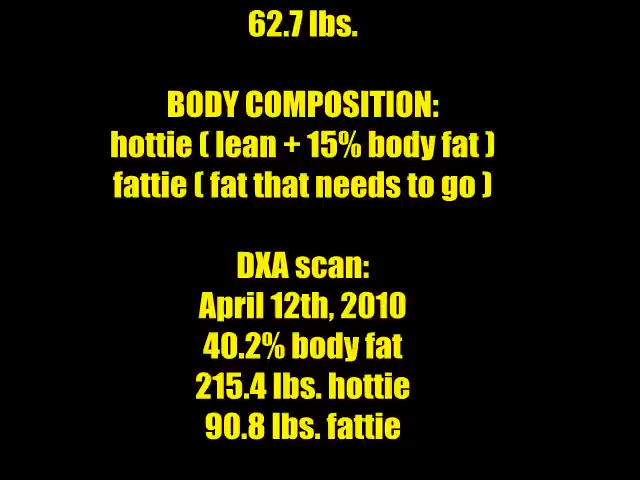 62.7 lbs.
BODY COMPOSITION:
hottie ( lean + 15% body fat )
fattie ( fat that needs to go )
DXA scan:
April 12th, 2010
40.2% body fat
215.4 lbs. hottie
90.8 lbs. fattie